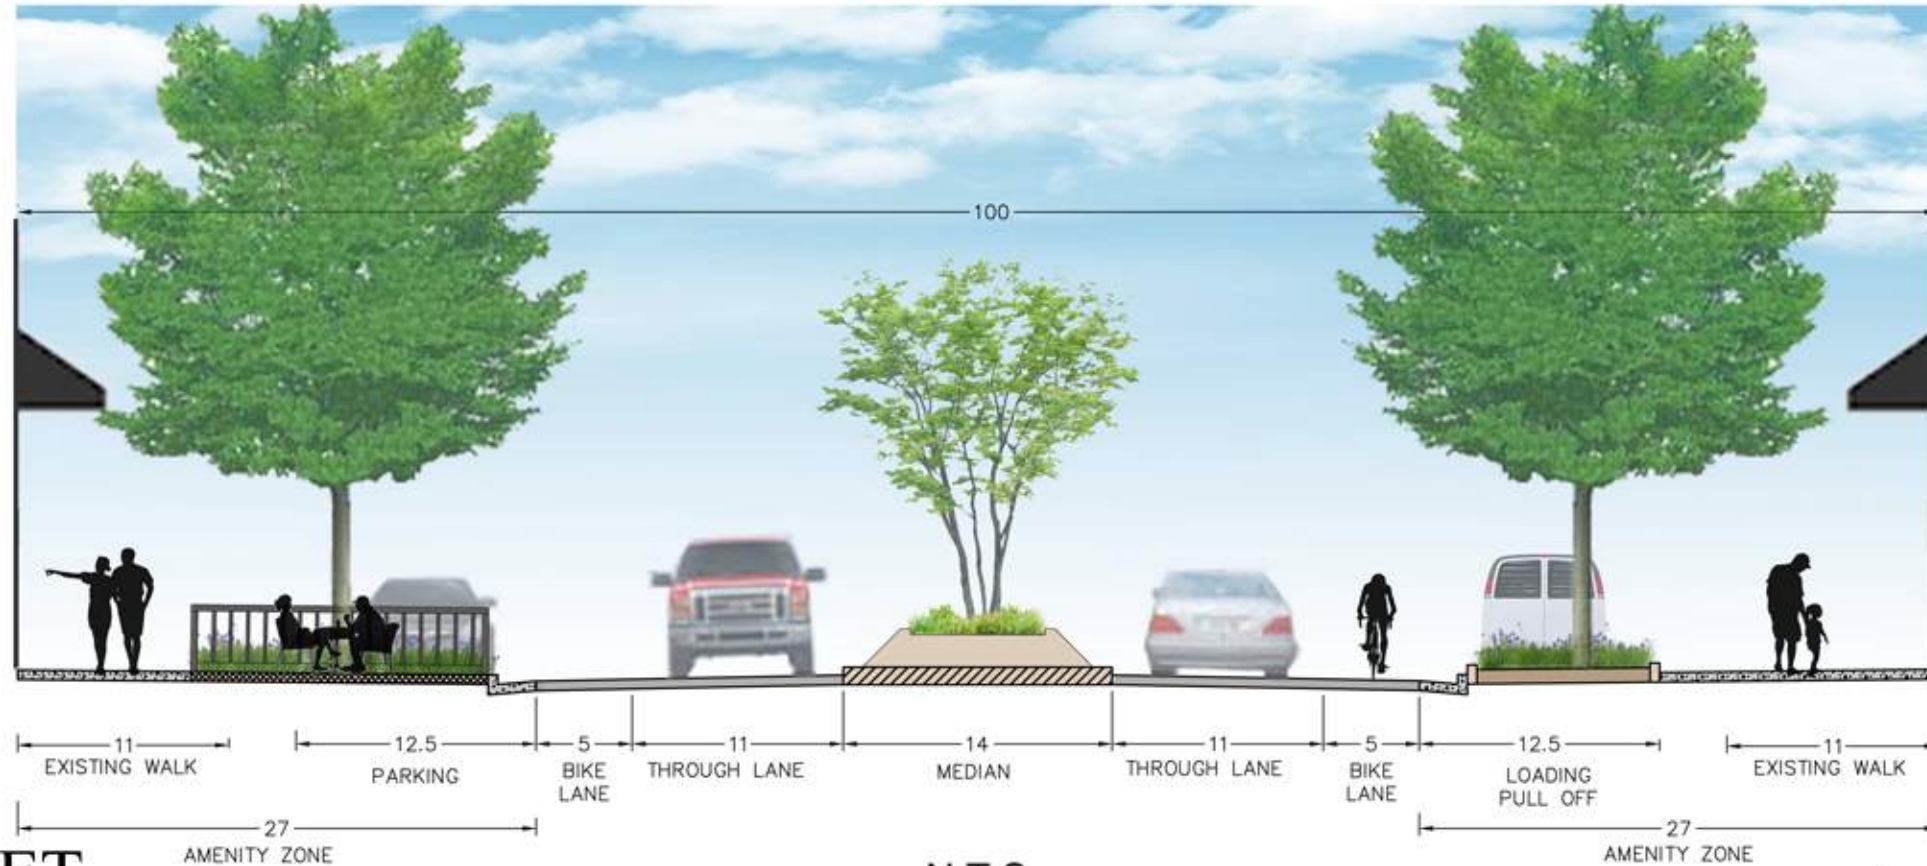 100
11
12.5
5
11
14
11
5
12.5
11
EXISTING WALK
PARKING
BIKE
LANE
THROUGH LANE
MEDIAN
THROUGH LANE
BIKE
LANE
LOADING
PULL OFF
EXISTING WALK
27
27
AMENITY ZONE
AMENITY ZONE